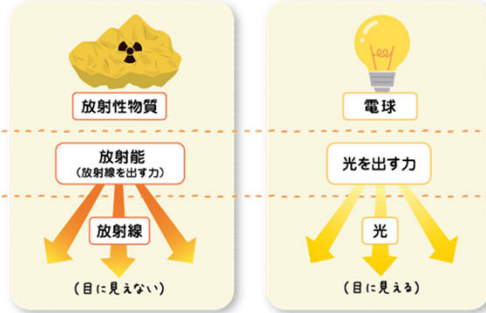 放射性物質
放射能
(放射線を出す力)
放射線
(目に見えない)
電球
光を出す力
光
(目に見える)